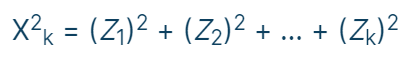 X²ₖ = (Z₁)² + (Z₂)² + … + (Zₖ)²